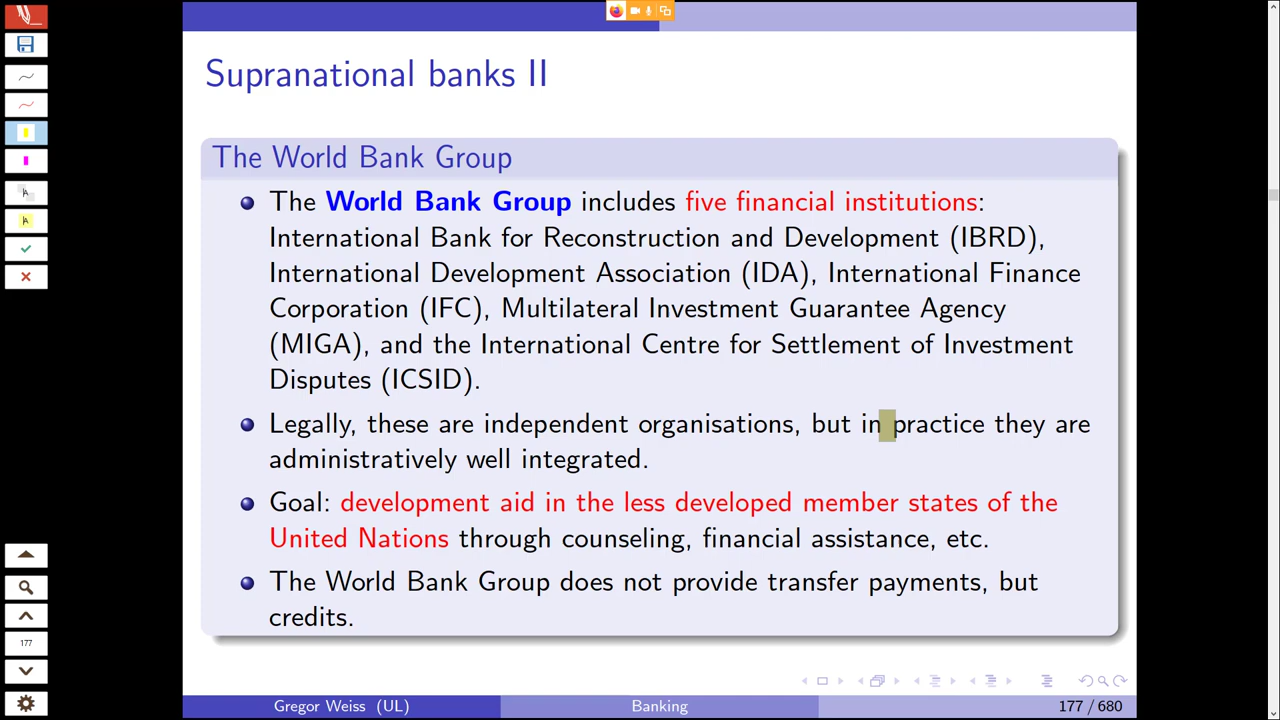 Supranational banks II
The World Bank Group
The World Bank Group includes five financial institutions:
International Bank for Reconstruction and Development (IBRD),
International Development Association (IDA), International Finance
Corporation (IFC), Multilateral Investment Guarantee Agency
(MIGA), and the International Centre for Settlement of Investment
Disputes (ICSID).
Legally, these are independent organisations, but in practice they are
administratively well integrated.
Goal: development aid in the less developed member states of the
United Nations through counseling, financial assistance, etc.
The World Bank Group does not provide transfer payments, but
credits.
177
Gregor Weiss (UL) Banking 177 / 680